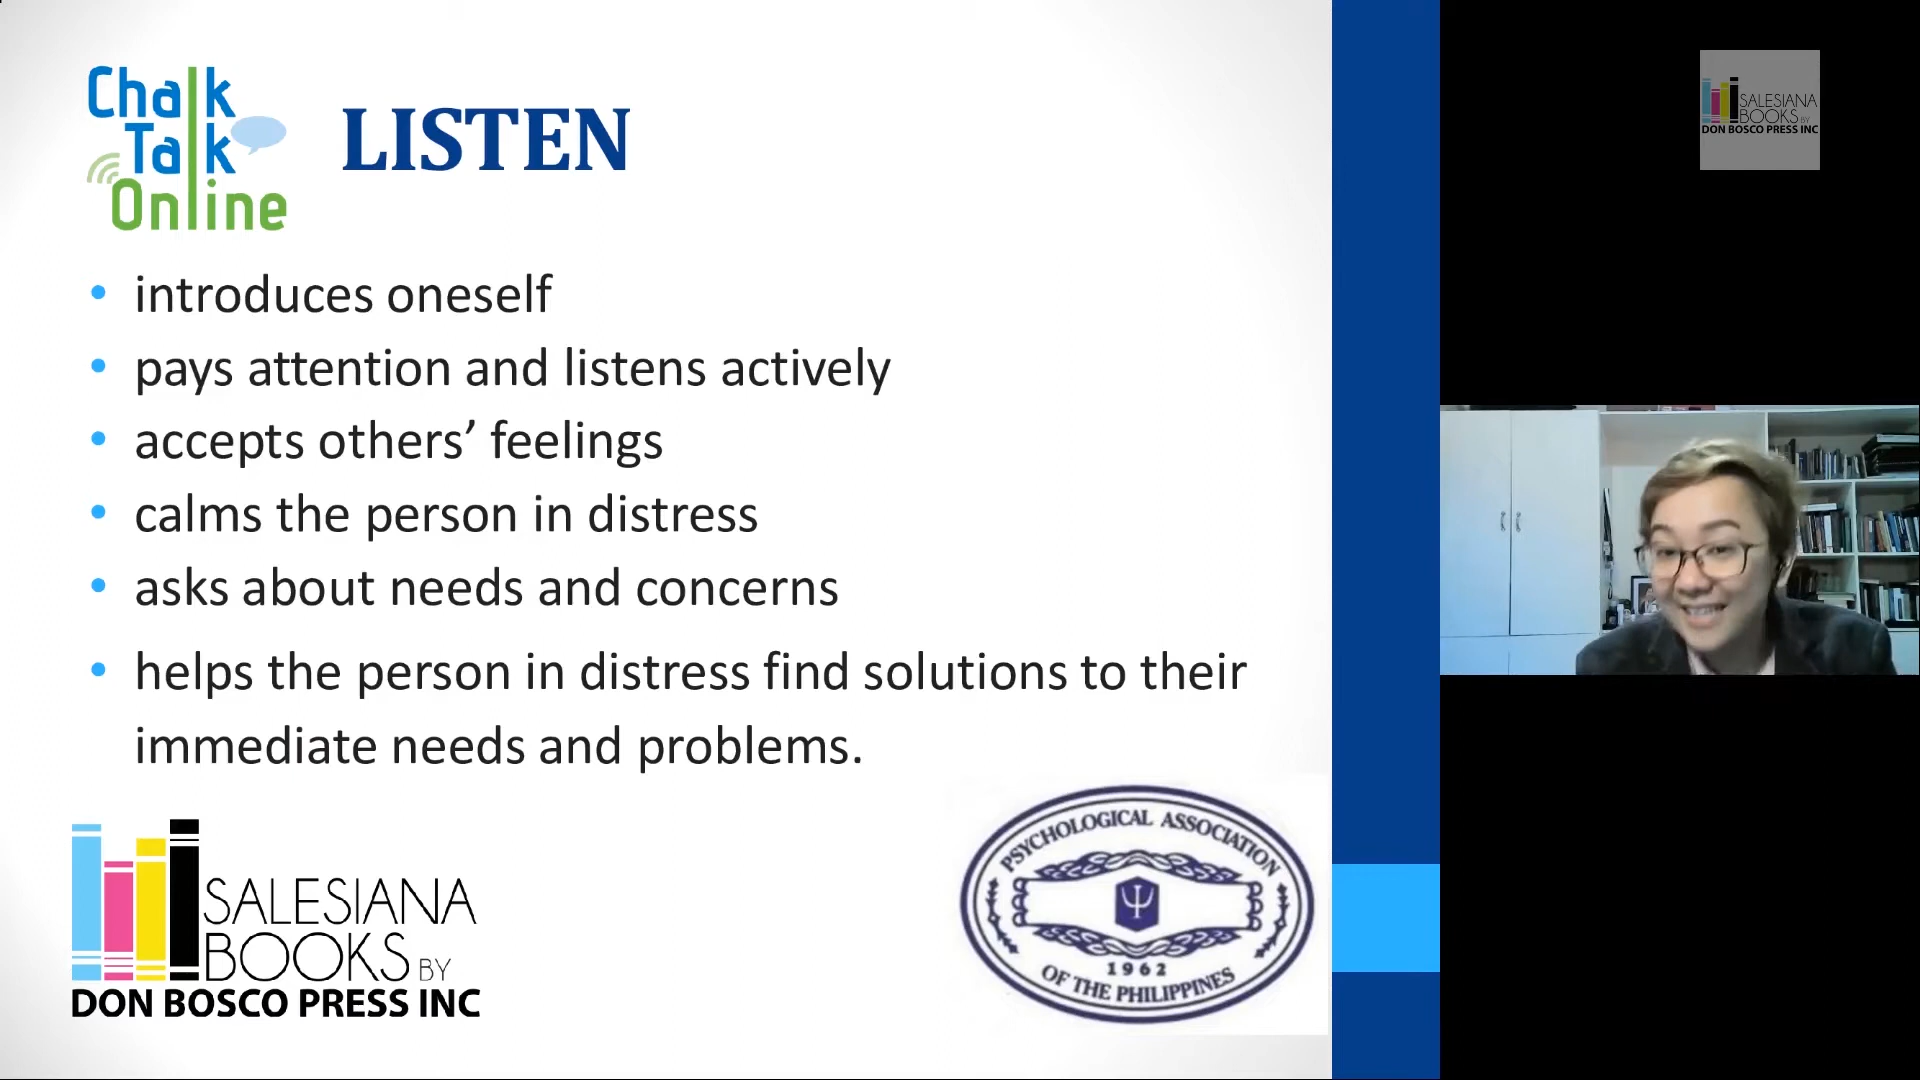 Chalk
Talk
Online
LISTEN
• introduces oneself
• pays attention and listens actively
• accepts others’ feelings
• calms the person in distress
• asks about needs and concerns
• helps the person in distress find solutions to their
immediate needs and problems.
SALESIANA
BOOKS BY
DON BOSCO PRESS INC
PSYCHOLOGICAL ASSOCIATION
1962
OF THE PHILIPPINES
SALESIANA
BOOKS BY
DON BOSCO PRESS INC